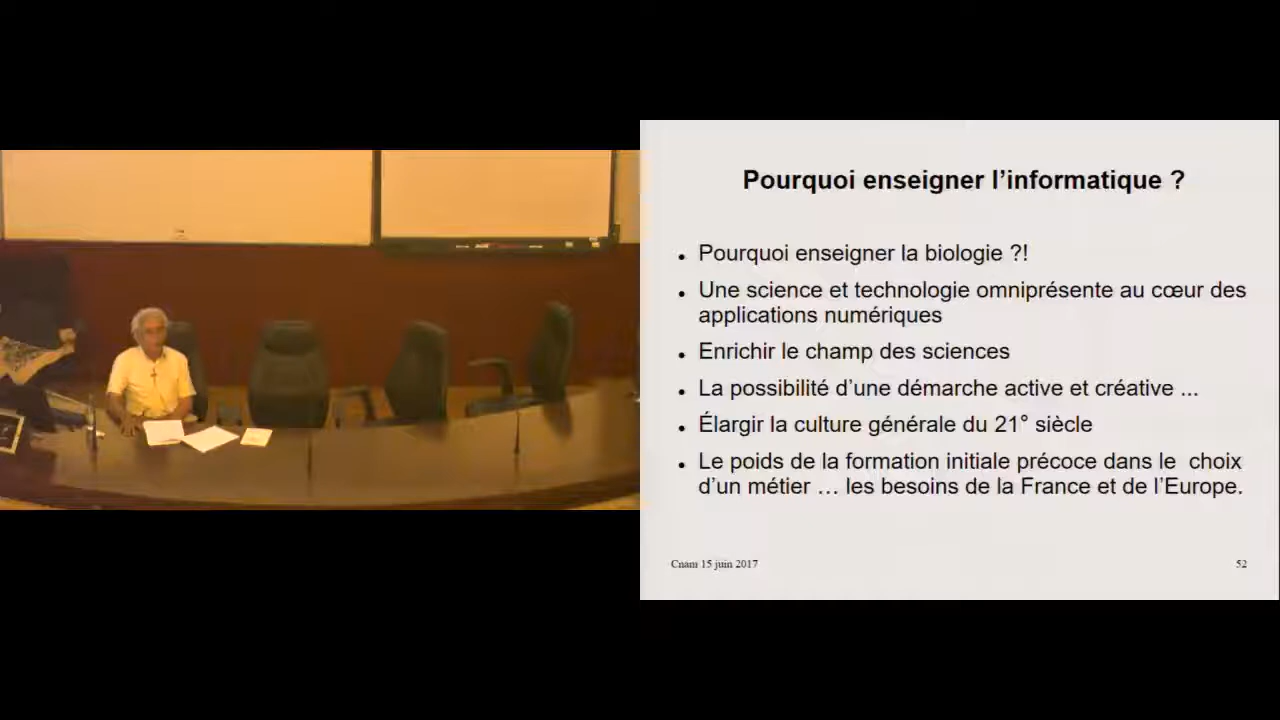 Pourquoi enseigner l’informatique ?
• Pourquoi enseigner la biologie ?!
• Une science et technologie omniprésente au cœur des
applications numériques
• Enrichir le champ des sciences
• La possibilité d’une démarche active et créative ...
• Élargir la culture générale du 21° siècle
• Le poids de la formation initiale précoce dans le  choix
d’un métier … les besoins de la France et de l’Europe.
Cnam 15 juin 2017
52